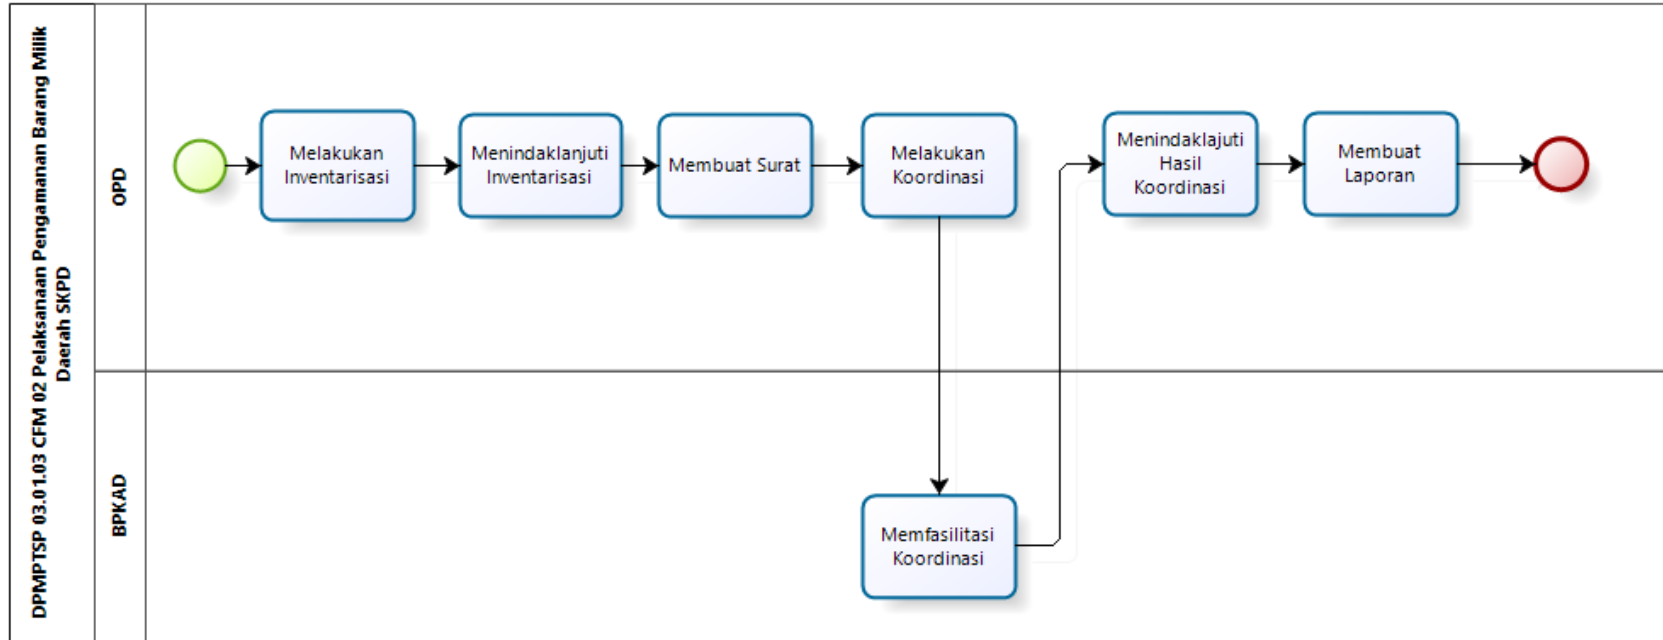 DPMPTSP 03.01.03 CFM 02 Pelaksanaan Pengamanan Barang Milik
Daerah SKPD
OPD
Melakukan
Inventarisasi
Menindaklanjuti
Inventarisasi
Membuat Surat
Melakukan
Koordinasi
Menindaklajuti
Hasil
Koordinasi
Membuat
Laporan
BPKAD
Memfasilitasi
Koordinasi